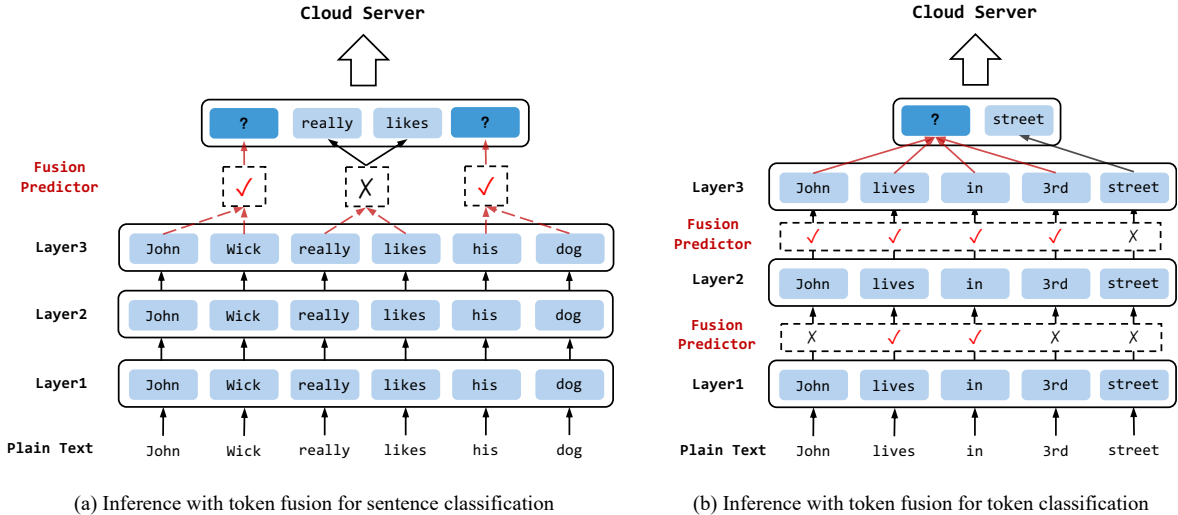 Cloud Server
? really likes ?
Fusion
Predictor
✓ ✗ ✓
Layer3 John Wick really likes his dog
Layer2 John Wick really likes his dog
Layer1 John Wick really likes his dog
Plain Text John Wick really likes his dog
(a) Inference with token fusion for sentence classification
Cloud Server
? street
Layer3 John lives in 3rd street
Fusion
Predictor
✓ ✓ ✓ ✓ ✗
Layer2 John lives in 3rd street
Fusion
Predictor
✗ ✓ ✓ ✗ ✗
Layer1 John lives in 3rd street
Plain Text John lives in 3rd street
(b) Inference with token fusion for token classification